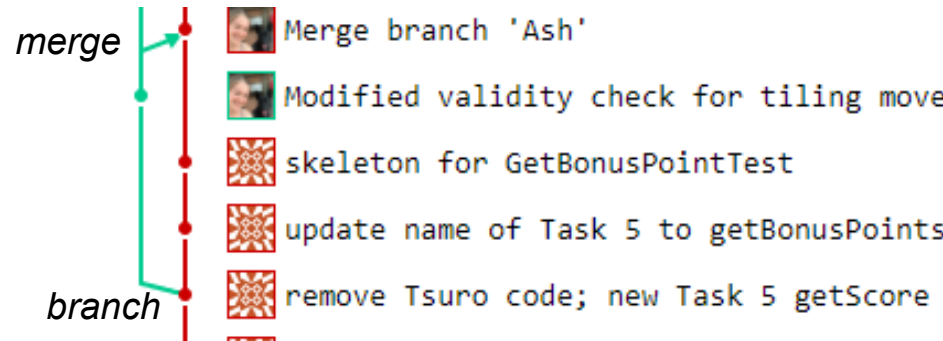 merge
Merge branch 'Ash'
Modified validity check for tiling move
skeleton for GetBonusPointTest
update name of Task 5 to getBonusPoints
remove Tsuro code; new Task 5 getScore
branch